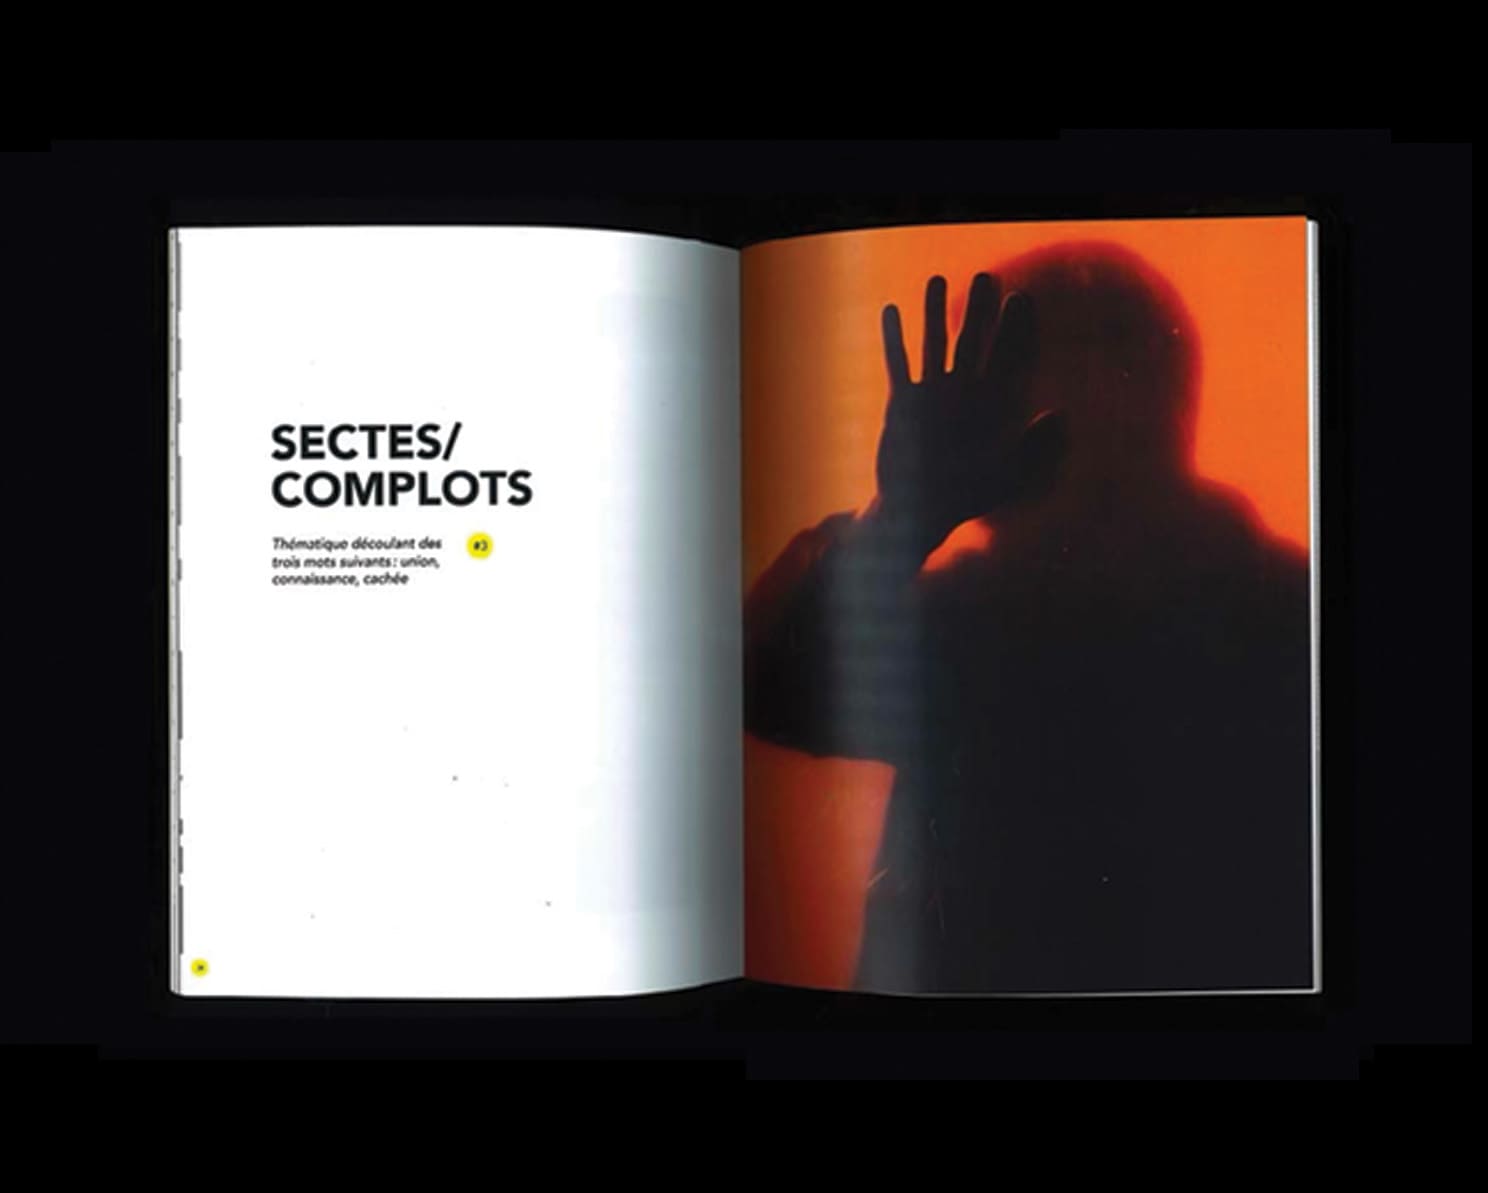 SECTES/
COMPLOTS
Thématique découlant des
trois mots suivants : union,
connaissance, cachée
#3